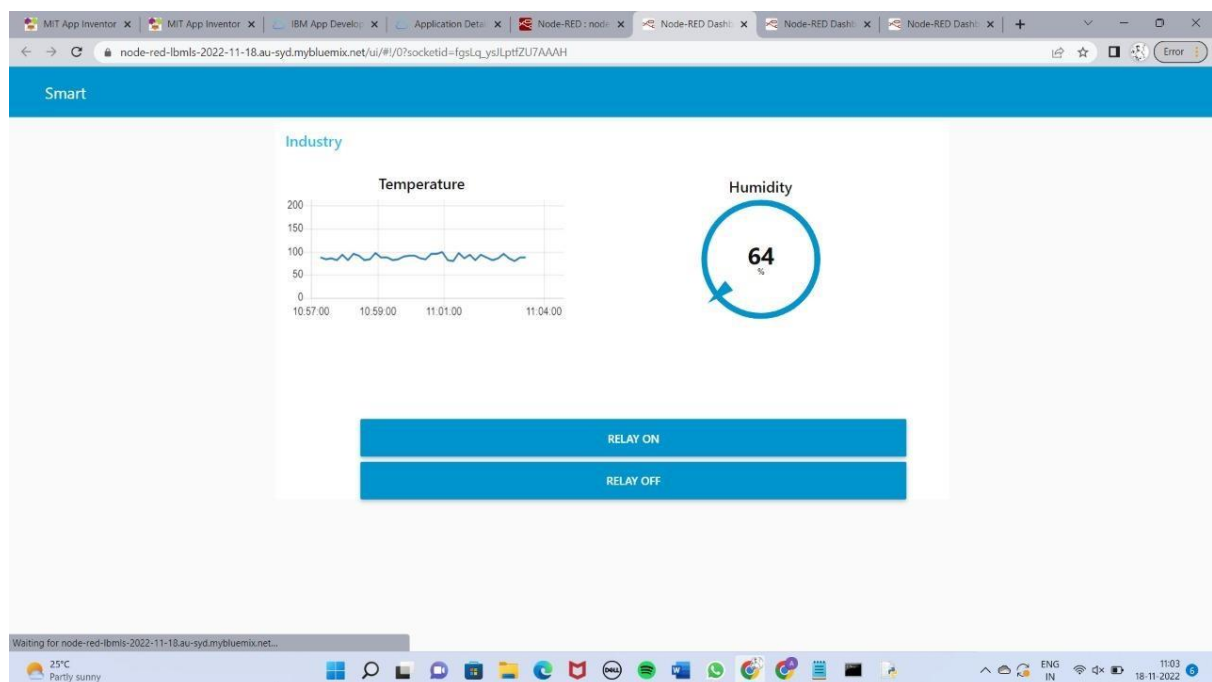 MIT App Inventor
MIT App Inventor
IBM App Develop
Application Detai
Node-RED : node
Node-RED Dashb
Node-RED Dashb
Node-RED Dashb
node-red-lbmls-2022-11-18.au-syd.mybluemix.net/ui/#!/0?socketid=fgsLq_ysJLptfZU7AAAH
Error
Smart
Industry
Temperature
200
150
100
50
0
10:57:00 10:59:00 11:01:00 11:04:00
Humidity
64
%
RELAY ON
RELAY OFF
Waiting for node-red-lbmls-2022-11-18.au-syd.mybluemix.net...
25°C
Partly sunny
DELL
ENG
IN
11:03
18-11-2022
6